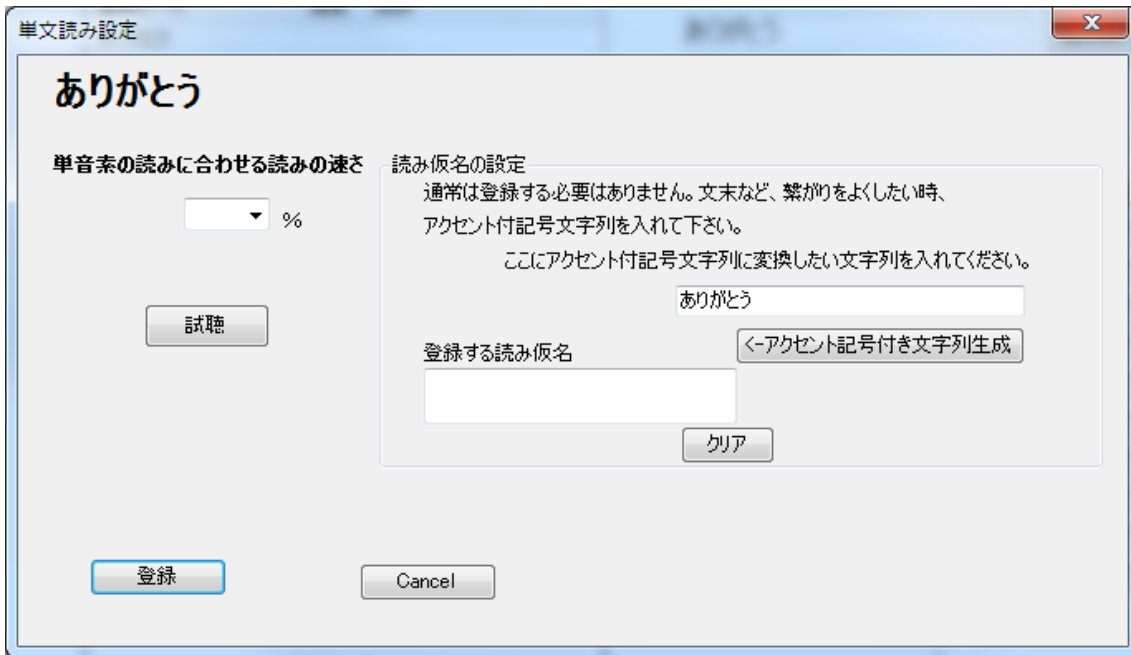 単文読み設定
ありがとう
単音素の読みに合わせる読みの速さ
%
試聴
読み仮名の設定
通常は登録する必要はありません。文末など、繋がりをよくしたい時、
アクセント付記号文字列を入れて下さい。
ここにアクセント付記号文字列に変換したい文字列を入れてください。
ありがとう
<-アクセント記号付き文字列生成
登録する読み仮名
クリア
登録
Cancel